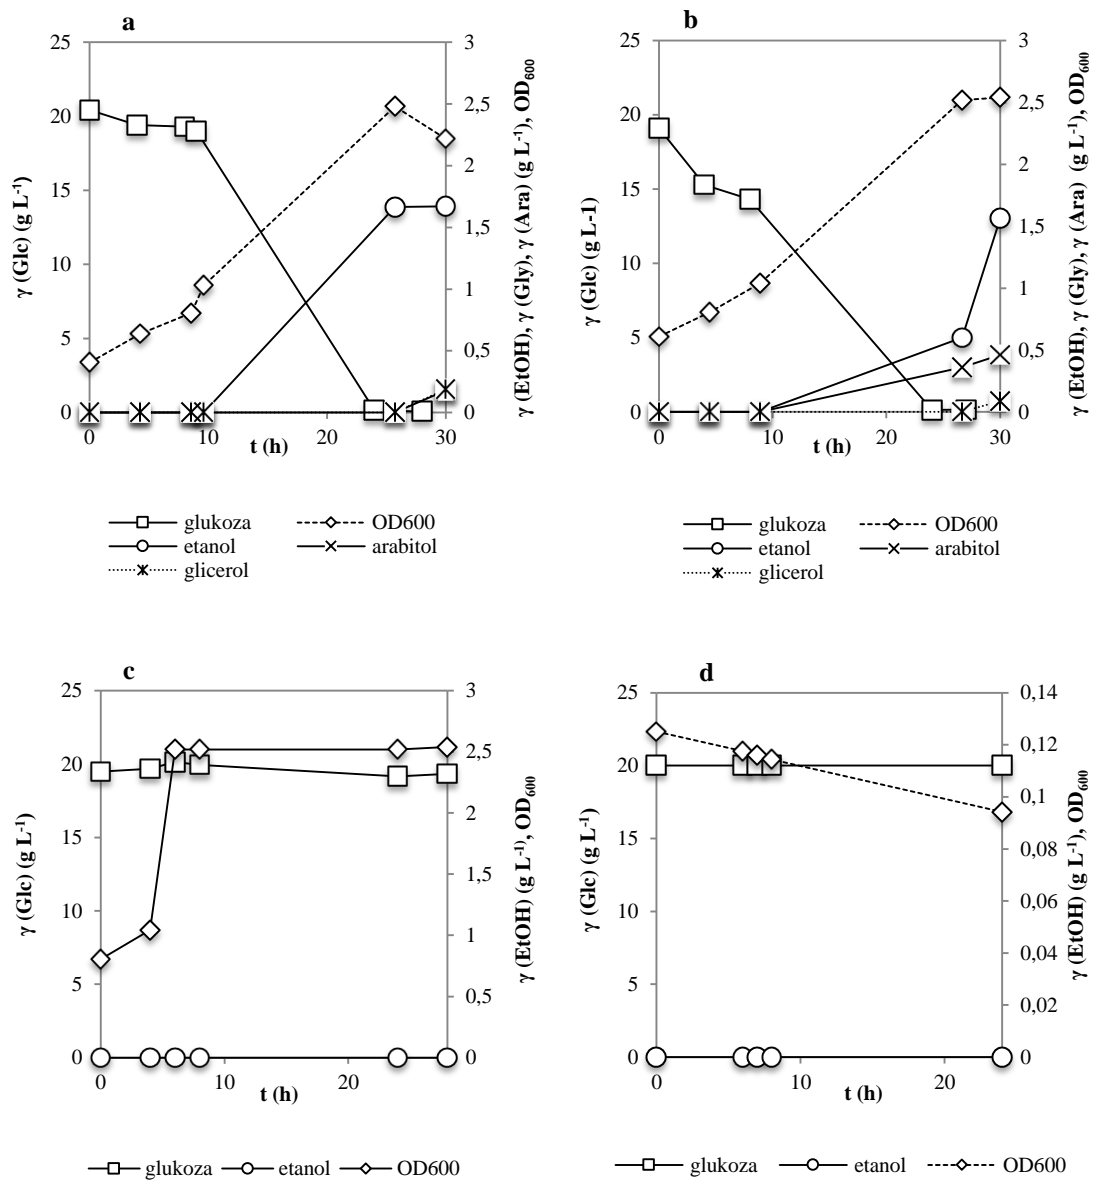 a
25
20
15
10
5
0
3
2,5
2
1,5
1
0,5
0
0
10
20
30
t (h)
γ (Glc) (g L⁻¹)
γ (EtOH), γ (Gly), γ (Ara) (g L⁻¹), OD₆₀₀
glukoza
OD600
etanol
arabitol
glicerol
b
25
20
15
10
5
0
3
2,5
2
1,5
1
0,5
0
0
10
20
30
t (h)
γ (Glc) (g L-1)
γ (EtOH), γ (Gly), γ (Ara) (g L⁻¹), OD₆₀₀
glukoza
OD600
etanol
arabitol
glicerol
c
25
20
15
10
5
0
3
2,5
2
1,5
1
0,5
0
0
10
20
t (h)
γ (Glc) (g L⁻¹)
γ (EtOH) (g L⁻¹), OD₆₀₀
glukoza etanol OD600
d
25
20
15
10
5
0
0,14
0,12
0,1
0,08
0,06
0,04
0,02
0
0
10
20
t (h)
γ (Glc) (g L⁻¹)
γ (EtOH) (g L⁻¹), OD₆₀₀
glukoza etanol OD600